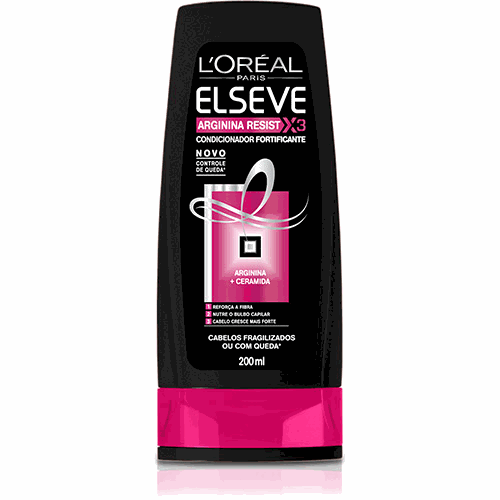 L'ORÉAL
PARIS
ELSEVE
ARGININA RESIST X3
CONDICIONADOR FORTIFICANTE
NOVO
CONTROLE
DE QUEDA*
ARGININA
+ CERAMIDA
1 REFORÇA A FIBRA
2 NUTRE O BULBO CAPILAR
3 CABELO CRESCE MAIS FORTE
CABELOS FRAGILIZADOS
OU COM QUEDA*
200ml